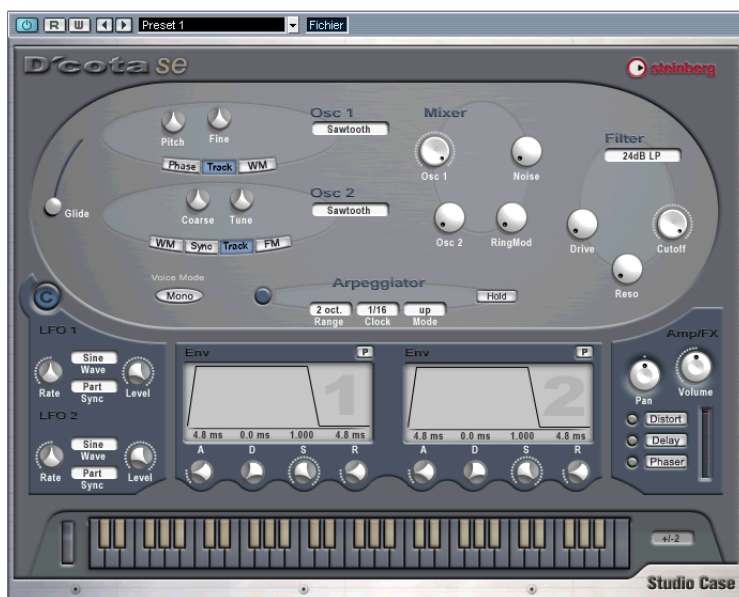 R W Preset 1 Fichier
D'cota se
steinberg
Osc 1
Sawtooth
Pitch Fine
Phase Track WM
Mixer
Osc 1 Noise
Osc 2 RingMod
Filter
24dB LP
Drive Cutoff
Reso
Glide
Osc 2
Sawtooth
Coarse Tune
WM Sync Track FM
Voice Mode
Mono
Arpeggiator
Hold
2 oct. 1/16 up
Range Clock Mode
C
LFO 1
Sine
Wave
Rate Part Level
Sync
LFO 2
Sine
Wave
Rate Part Level
Sync
Env P
1
4.8 ms 0.0 ms 1.000 4.8 ms
A D S R
Env P
2
4.8 ms 0.0 ms 1.000 4.8 ms
A D S R
Amp/FX
Pan Volume
Distort
Delay
Phaser
+/-2
Studio Case